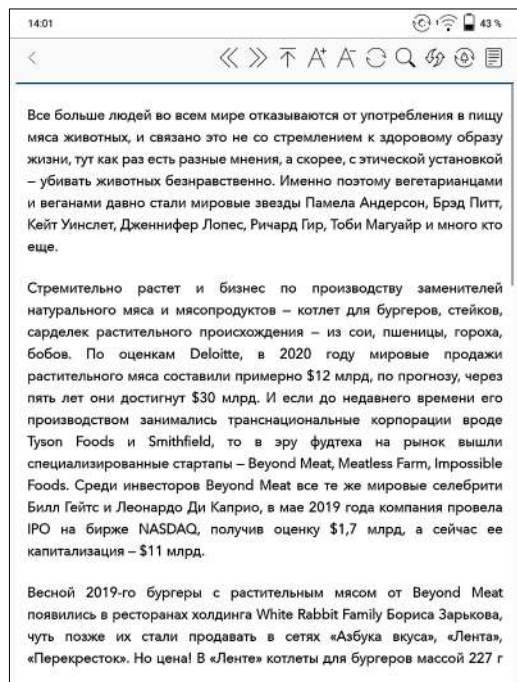 14:01
43 %
Все больше людей во всем мире отказываются от употребления в пищу
мяса животных, и связано это не со стремлением к здоровому образу
жизни, тут как раз есть разные мнения, а скорее, с этической установкой
– убивать животных безнравственно. Именно поэтому вегетарианцами
и веганами давно стали мировые звезды Памела Андерсон, Брэд Питт,
Кейт Уинслет, Дженнифер Лопес, Ричард Гир, Тоби Магуайр и много кто
еще.
Стремительно растет и бизнес по производству заменителей
натурального мяса и мясопродуктов – котлет для бургеров, стейков,
сарделек растительного происхождения – из сои, пшеницы, гороха,
бобов. По оценкам Deloitte, в 2020 году мировые продажи
растительного мяса составили примерно $12 млрд, по прогнозу, через
пять лет они достигнут $30 млрд. И если до недавнего времени его
производством занимались транснациональные корпорации вроде
Tyson Foods и Smithfield, то в эру фудтеха на рынок вышли
специализированные стартапы – Beyond Meat, Meatless Farm, Impossible
Foods. Среди инвесторов Beyond Meat все те же мировые селебрити
Билл Гейтс и Леонардо Ди Каприо, в мае 2019 года компания провела
IPO на бирже NASDAQ, получив оценку $1,7 млрд, а сейчас ее
капитализация – $11 млрд.
Весной 2019-го бургеры с растительным мясом от Beyond Meat
появились в ресторанах холдинга White Rabbit Family Бориса Зарькова,
чуть позже их стали продавать в сетях «Азбука вкуса», «Лента»,
«Перекресток». Но цена! В «Ленте» котлеты для бургеров массой 227 г